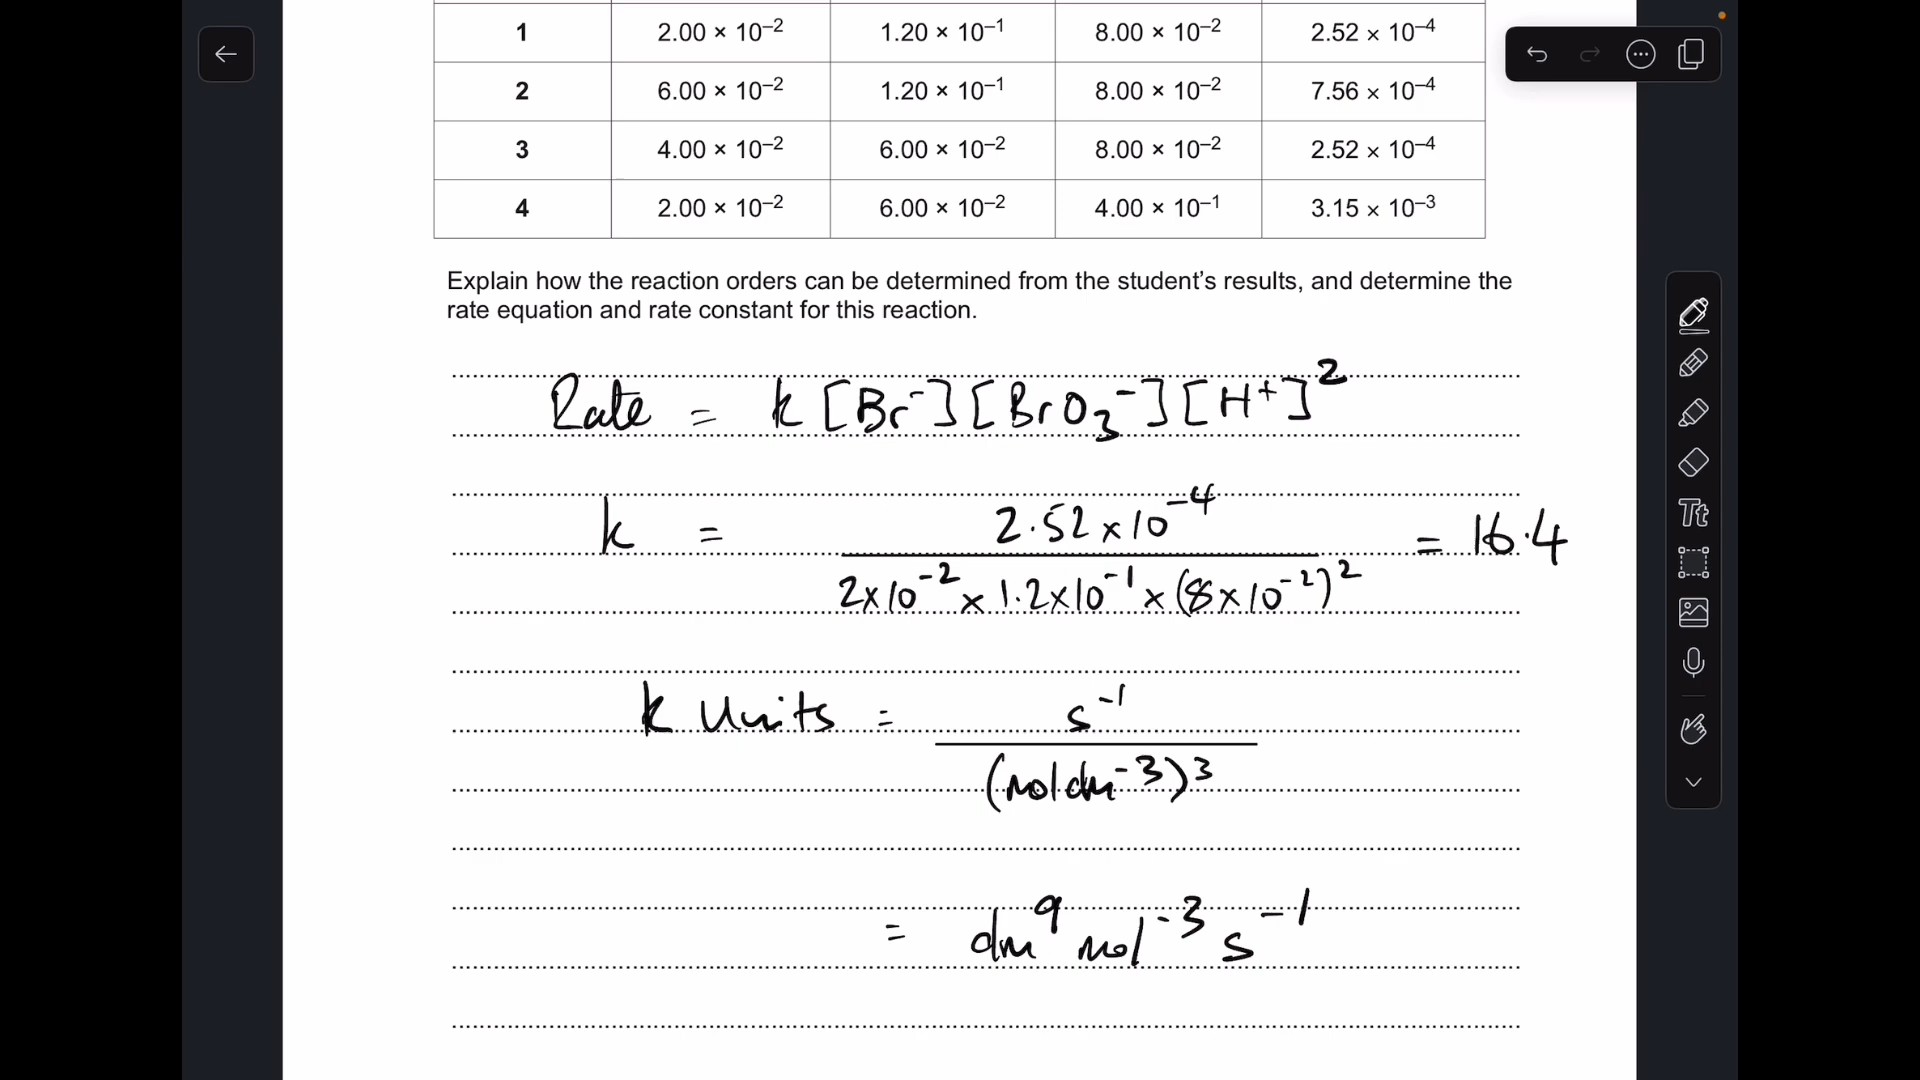 1 2.00 × 10⁻² 1.20 × 10⁻¹ 8.00 × 10⁻² 2.52 × 10⁻⁴
2 6.00 × 10⁻² 1.20 × 10⁻¹ 8.00 × 10⁻² 7.56 × 10⁻⁴
3 4.00 × 10⁻² 6.00 × 10⁻² 8.00 × 10⁻² 2.52 × 10⁻⁴
4 2.00 × 10⁻² 6.00 × 10⁻² 4.00 × 10⁻¹ 3.15 × 10⁻³
Explain how the reaction orders can be determined from the student's results, and determine the
rate equation and rate constant for this reaction.
Rate = k [Br⁻] [BrO₃⁻] [H⁺]²
k = 2.52 × 10⁻⁴ / 2×10⁻² × 1.2×10⁻¹ × (8×10⁻²)² = 16.4
k Units = s⁻¹ / (mol dm⁻³)³
= dm⁹ mol⁻³ s⁻¹
Tt